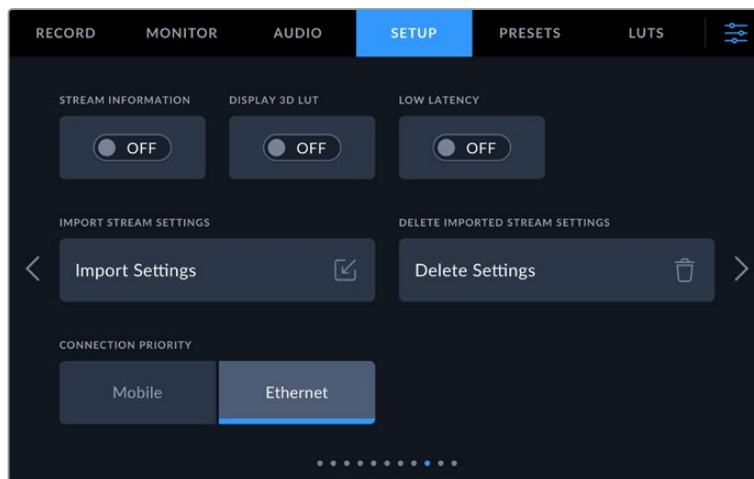 RECORD MONITOR AUDIO SETUP PRESETS LUTS
STREAM INFORMATION DISPLAY 3D LUT LOW LATENCY
OFF OFF OFF
IMPORT STREAM SETTINGS DELETE IMPORTED STREAM SETTINGS
Import Settings Delete Settings
CONNECTION PRIORITY
Mobile Ethernet